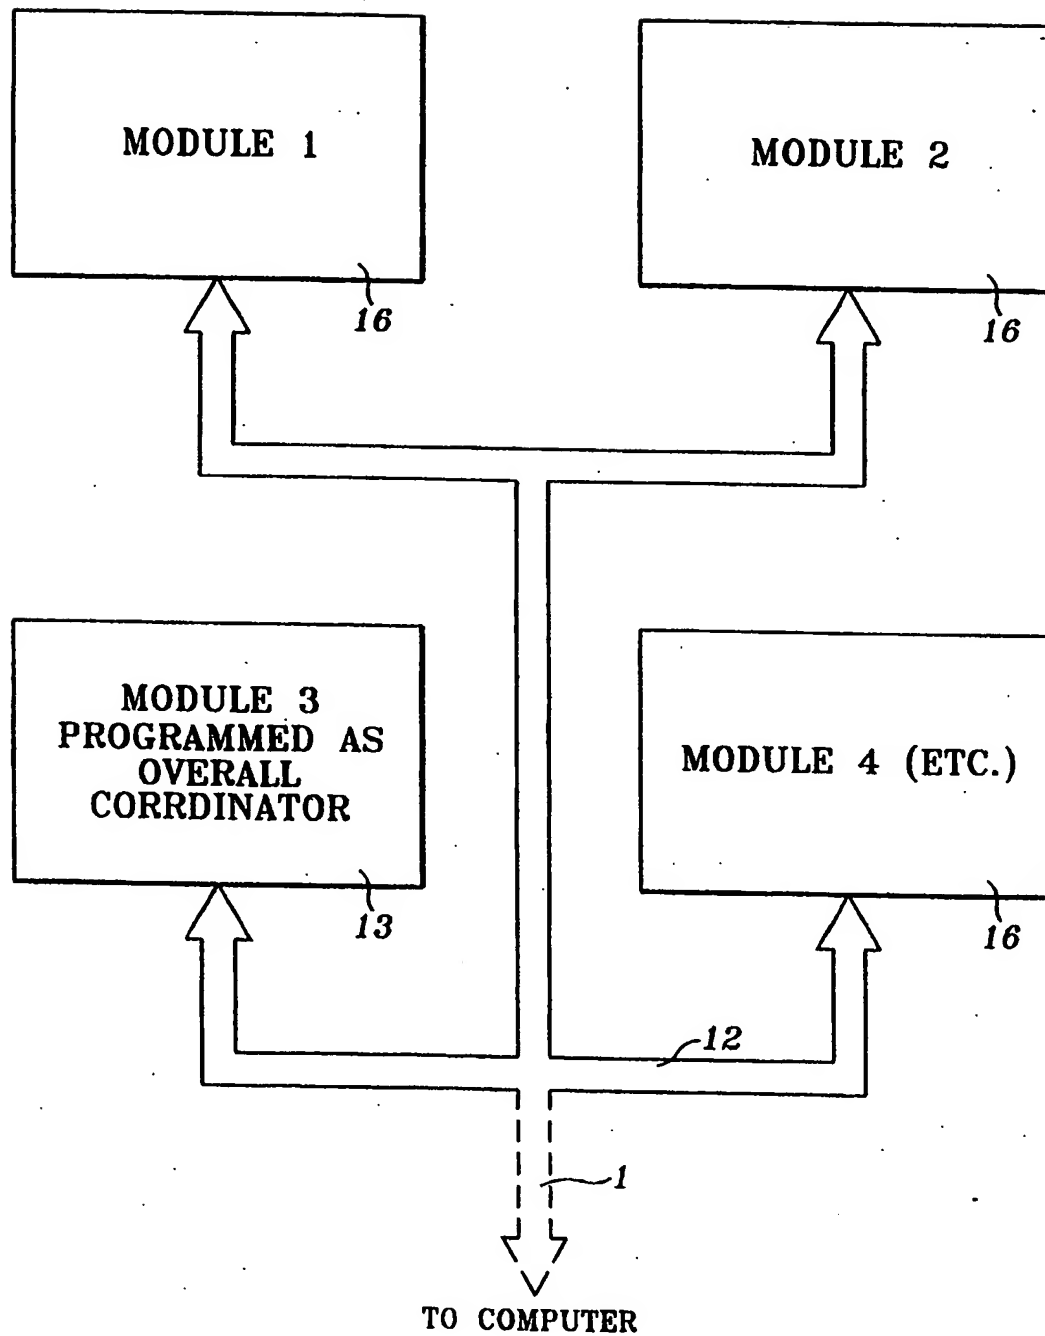 MODULE 1
16
MODULE 2
16
MODULE 3
PROGRAMMED AS
OVERALL
CORRDINATOR
13
MODULE 4 (ETC.)
16
12
1
TO COMPUTER